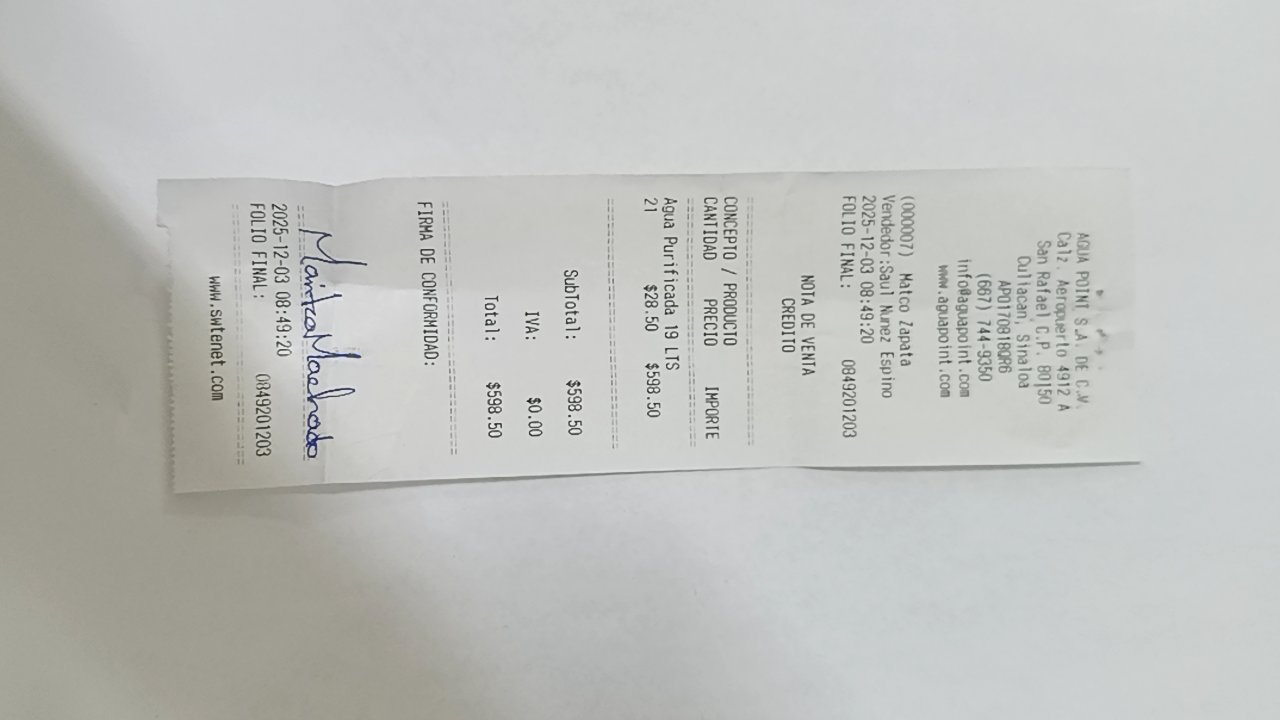 AGUA POINT S.A. DE C.V.
Calz. Aeropuerto 4912 A
San Rafael C.P. 80150
Culiacan, Sinaloa
APO170818QR6
(667) 744-9350
info@aguapoint.com
www.aguapoint.com
NOTA DE VENTA
CREDITO
(000007) Matco Zapata
Vendedor:Saul Nunez Espino
2025-12-03 08:49:20
FOLIO FINAL: 0849201203
CONCEPTO / PRODUCTO
CANTIDAD PRECIO IMPORTE
Agua Purificada 19 LTS
21 $28.50 $598.50
SubTotal: $598.50
IVA: $0.00
Total: $598.50
FIRMA DE CONFORMIDAD:
Maritza Machado
2025-12-03 08:49:20
FOLIO FINAL: 0849201203
www.swtenet.com